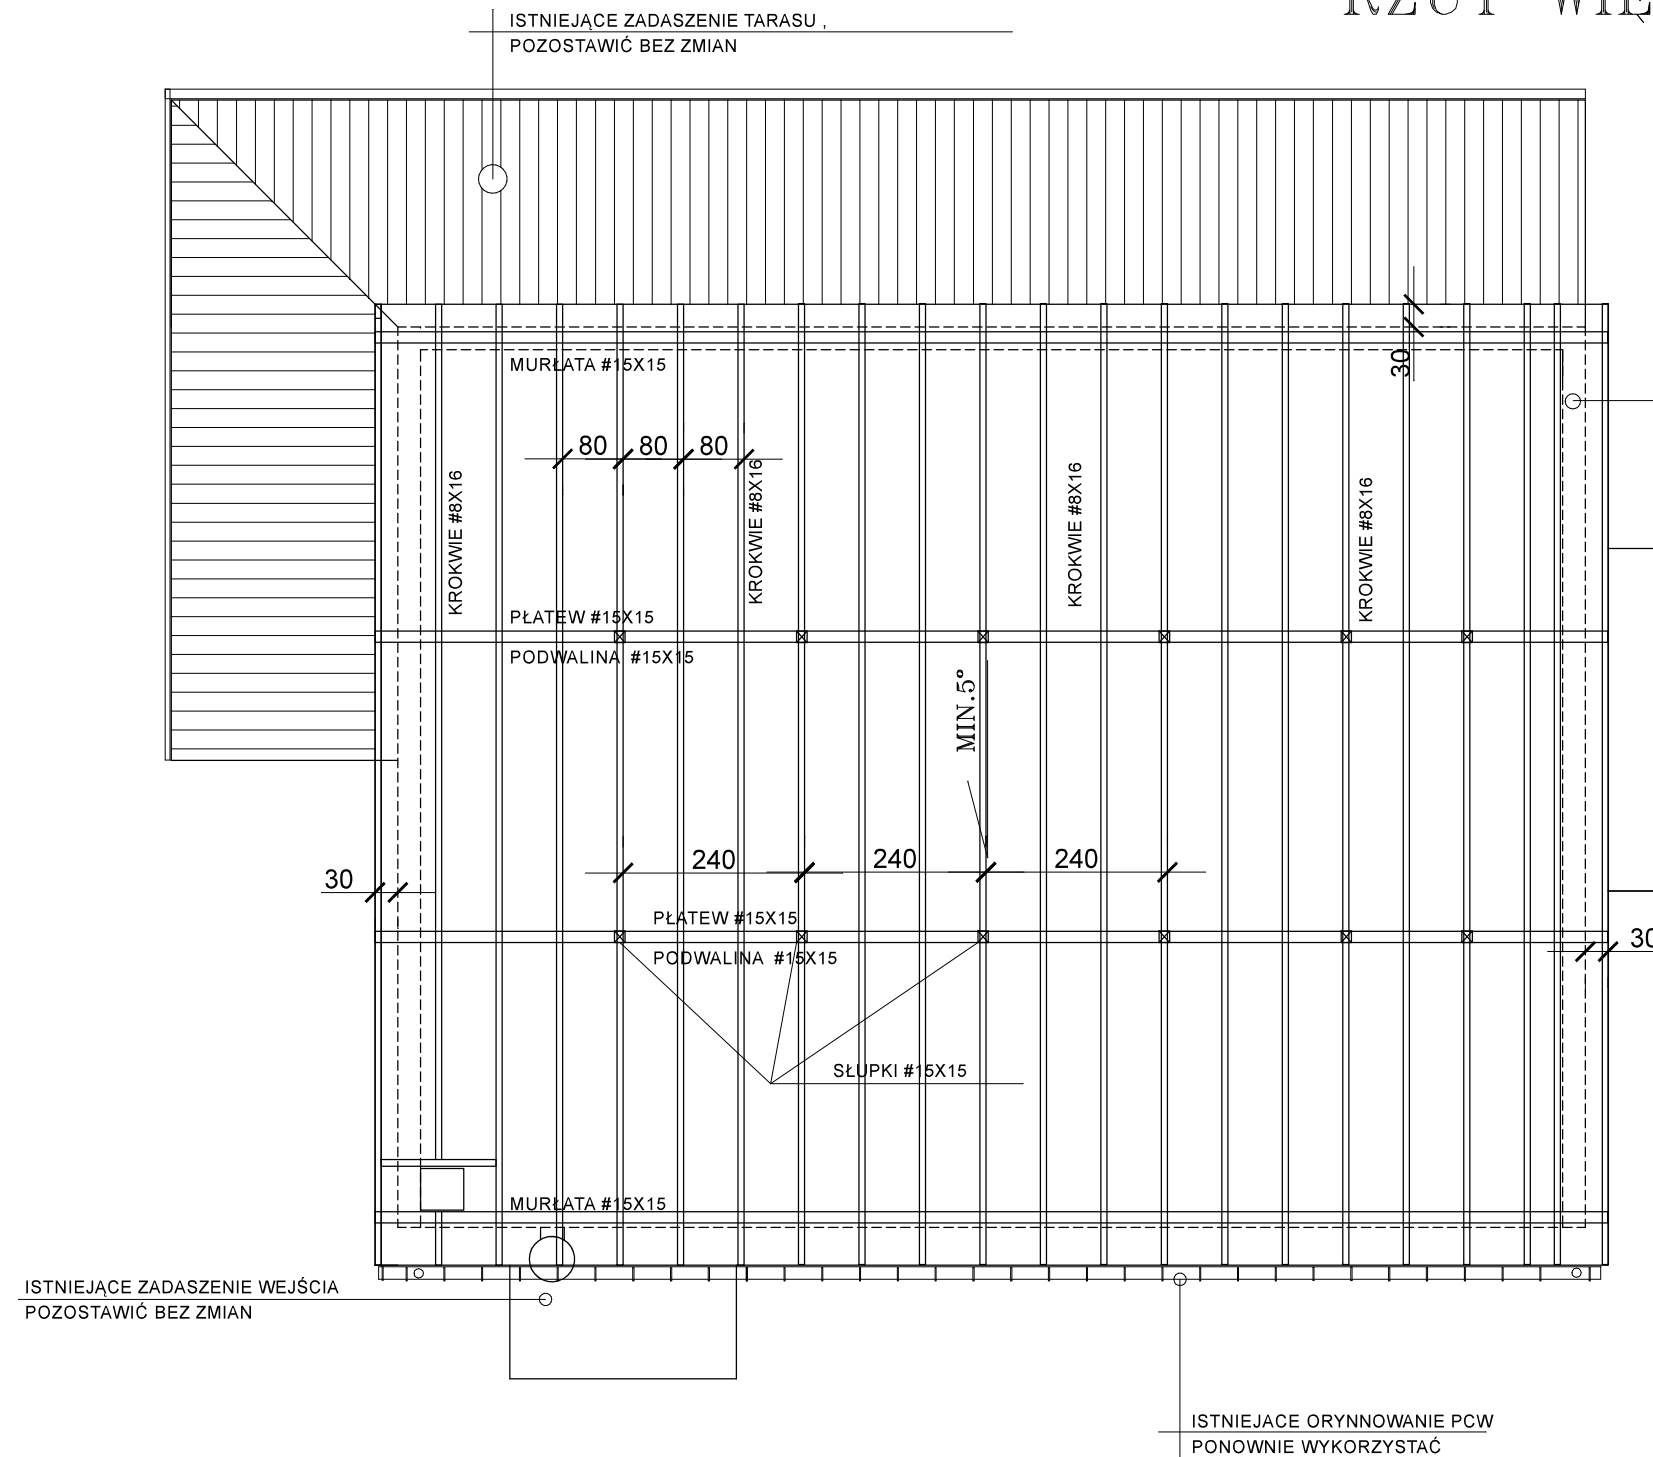 ISTNIEJĄCE ZADASZENIE TARASU ,
POZOSTAWIĆ BEZ ZMIAN
RZUT WIĘ
MURŁATA #15X15
30
80 80 80
KROKWIE #8X16
KROKWIE #8X16
KROKWIE #8X16
KROKWIE #8X16
PŁATEW #15X15
PODWALINA #15X15
MIN.5°
240 240 240
30
PŁATEW #15X15
PODWALINA #15X15
30
SŁUPKI #15X15
MURŁATA #15X15
ISTNIEJĄCE ZADASZENIE WEJŚCIA
POZOSTAWIĆ BEZ ZMIAN
ISTNIEJACE ORYNNOWANIE PCW
PONOWNIE WYKORZYSTAĆ